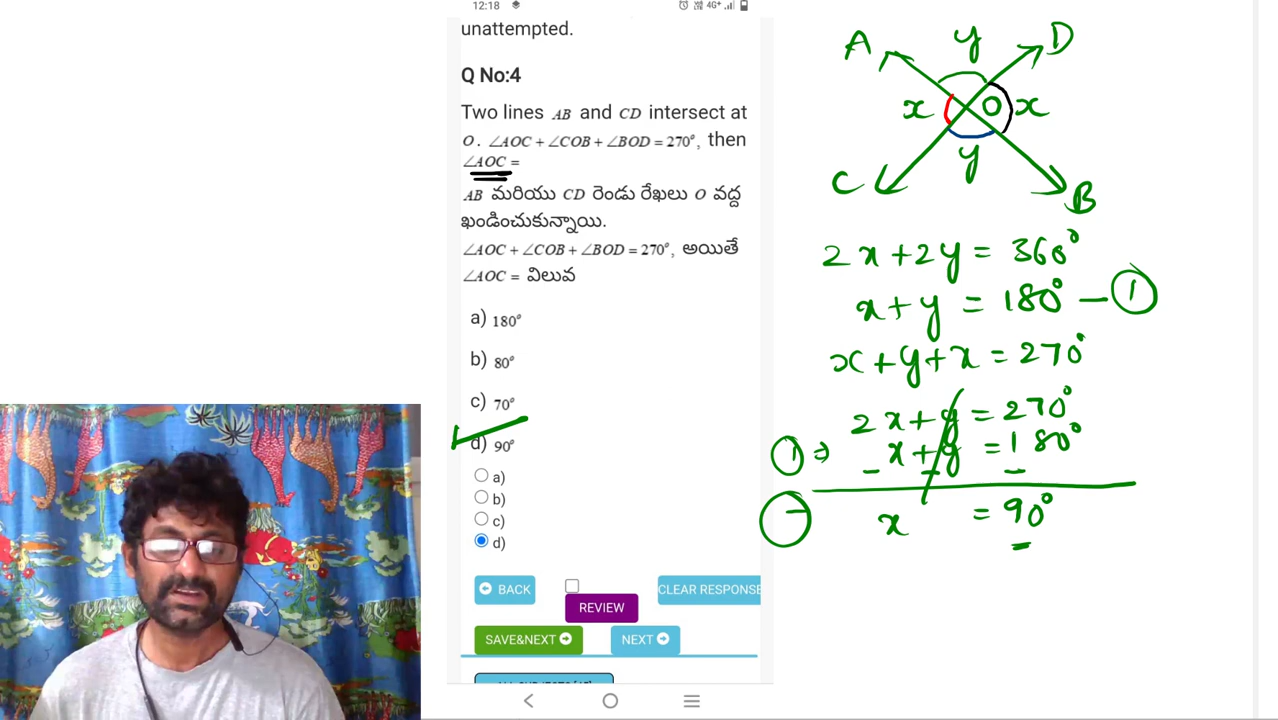 12:18 4G+
unattempted.
Q No:4
Two lines AB and CD intersect at
O. ∠AOC + ∠COB + ∠BOD = 270°, then
∠AOC =
AB మరియు CD రెండు రేఖలు O వద్ద
ఖండించుకున్నాయి.
∠AOC + ∠COB + ∠BOD = 270°, అయితే
∠AOC = విలువ
a) 180°
b) 80°
c) 70°
d) 90°
a)
b)
c)
d)
BACK
CLEAR RESPONSE
REVIEW
SAVE&NEXT
NEXT
A y D
x O x
C y B
2x+2y = 360°
x+y = 180° — ①
x+y+x = 270°
2x+y = 270°
① ⇒ x+y = 180°
- - -
x = 90°